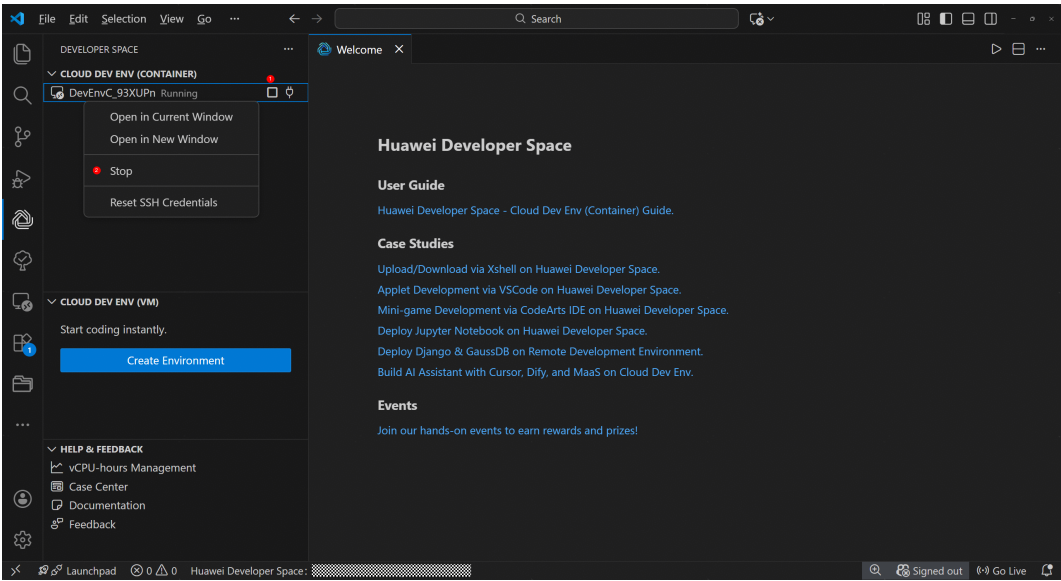 File Edit Selection View Go ··· Search
DEVELOPER SPACE ···
Welcome
CLOUD DEV ENV (CONTAINER)
1
DevEnvC_93XUPn Running
Open in Current Window
Open in New Window
2 Stop
Reset SSH Credentials
CLOUD DEV ENV (VM)
Start coding instantly.
Create Environment
1
HELP & FEEDBACK
vCPU-hours Management
Case Center
Documentation
Feedback
Huawei Developer Space
User Guide
Huawei Developer Space - Cloud Dev Env (Container) Guide.
Case Studies
Upload/Download via Xshell on Huawei Developer Space.
Applet Development via VSCode on Huawei Developer Space.
Mini-game Development via CodeArts IDE on Huawei Developer Space.
Deploy Jupyter Notebook on Huawei Developer Space.
Deploy Django & GaussDB on Remote Development Environment.
Build AI Assistant with Cursor, Dify, and MaaS on Cloud Dev Env.
Events
Join our hands-on events to earn rewards and prizes!
Launchpad 0 0 Huawei Developer Space: Signed out Go Live